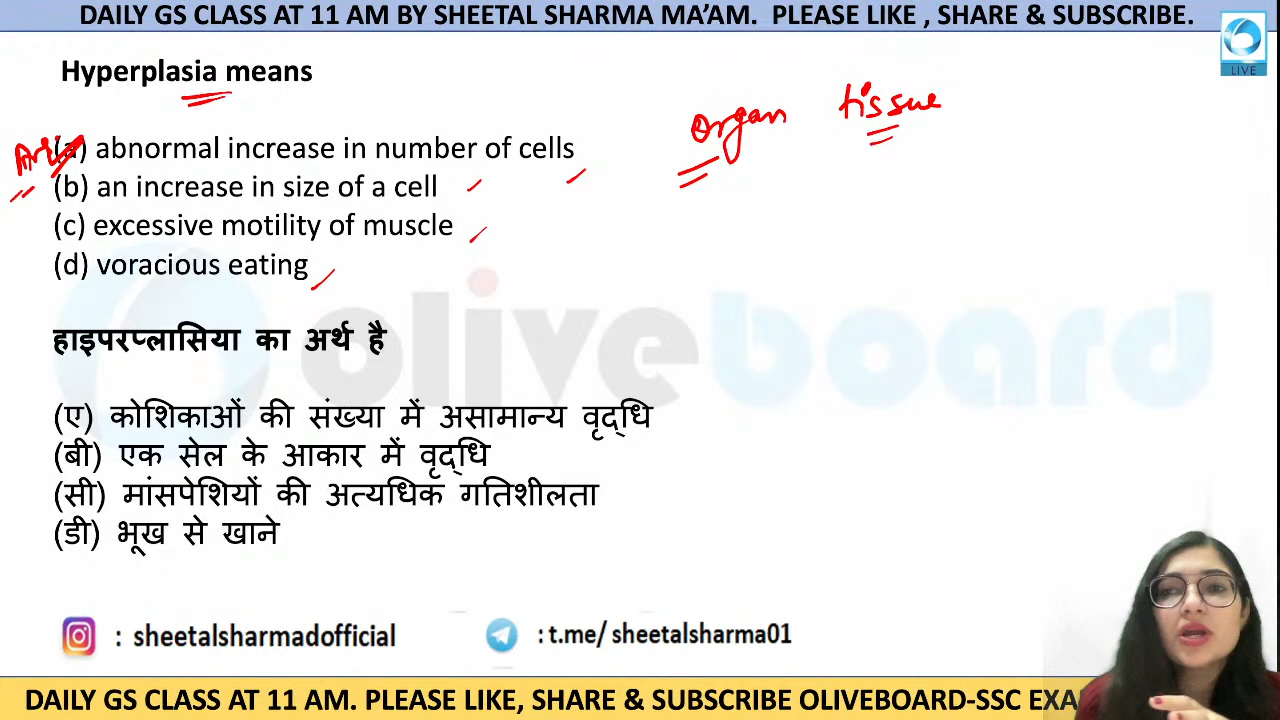 DAILY GS CLASS AT 11 AM BY SHEETAL SHARMA MA’AM. PLEASE LIKE , SHARE & SUBSCRIBE.
LIVE
Hyperplasia means
organ tissue
Ans
(a) abnormal increase in number of cells
(b) an increase in size of a cell
(c) excessive motility of muscle
(d) voracious eating
oliveboard
हाइपरप्लासिया का अर्थ है
(ए) कोशिकाओं की संख्या में असामान्य वृद्धि
(बी) एक सेल के आकार में वृद्धि
(सी) मांसपेशियों की अत्यधिक गतिशीलता
(डी) भूख से खाने
: sheetalsharmadofficial
: t.me/ sheetalsharma01
DAILY GS CLASS AT 11 AM. PLEASE LIKE, SHARE & SUBSCRIBE OLIVEBOARD-SSC EXA